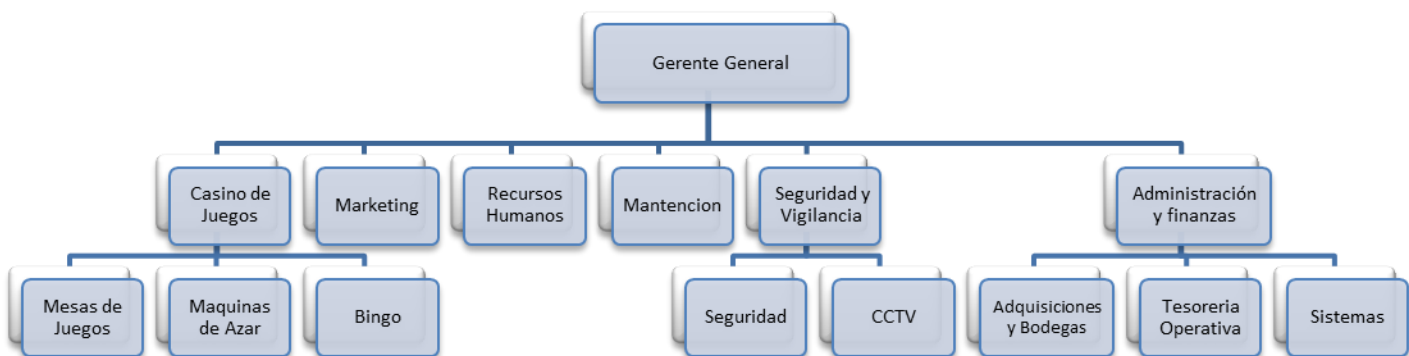 Gerente General
Casino de
Juegos
Marketing
Recursos
Humanos
Mantencion
Seguridad y
Vigilancia
Administración
y finanzas
Mesas de
Juegos
Maquinas
de Azar
Bingo
Seguridad
CCTV
Adquisiciones
y Bodegas
Tesoreria
Operativa
Sistemas